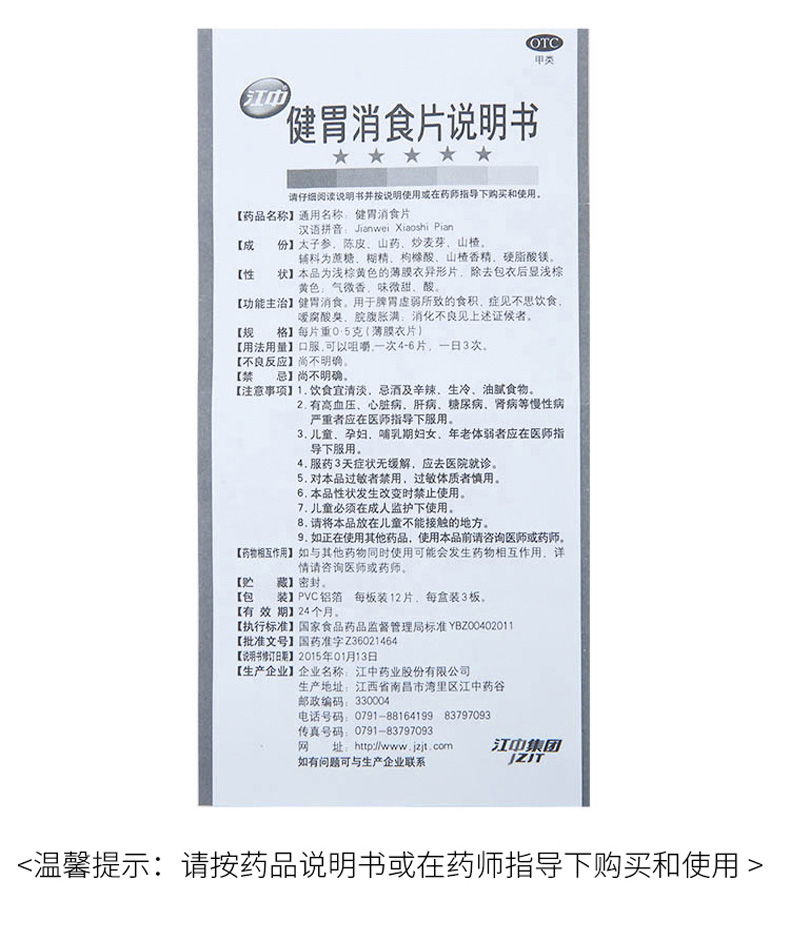 OTC
甲类
江中®
健胃消食片说明书
★ ★ ★ ★ ★
请仔细阅读说明书并按说明使用或在药师指导下购买和使用。
【药品名称】通用名称：健胃消食片
汉语拼音：Jianwei Xiaoshi Pian
【成 份】太子参、陈皮、山药、炒麦芽、山楂。
辅料为蔗糖、糊精、枸橼酸、山楂香精、硬脂酸镁。
【性 状】本品为浅棕黄色的薄膜衣异形片，除去包衣后显浅棕
黄色；气微香，味微甜、酸。
【功能主治】健胃消食。用于脾胃虚弱所致的食积，症见不思饮食、
嗳腐酸臭、脘腹胀满；消化不良见上述证候者。
【规 格】每片重0.5克(薄膜衣片)
【用法用量】口服，可以咀嚼，一次4-6片，一日3次。
【不良反应】尚不明确。
【禁 忌】尚不明确。
【注意事项】1. 饮食宜清淡，忌酒及辛辣、生冷、油腻食物。
2. 有高血压、心脏病、肝病、糖尿病、肾病等慢性病
严重者应在医师指导下服用。
3. 儿童、孕妇、哺乳期妇女、年老体弱者应在医师指
导下服用。
4. 服药3天症状无缓解，应去医院就诊。
5. 对本品过敏者禁用，过敏体质者慎用。
6. 本品性状发生改变时禁止使用。
7. 儿童必须在成人监护下使用。
8. 请将本品放在儿童不能接触的地方。
9. 如正在使用其他药品，使用本品前请咨询医师或药师。
【药物相互作用】如与其他药物同时使用可能会发生药物相互作用，详
情请咨询医师或药师。
【贮 藏】密封。
【包 装】PVC铝箔 每板装12片，每盒装3板。
【有 效 期】24个月。
【执行标准】国家食品药品监督管理局标准YBZ00402011
【批准文号】国药准字Z36021464
【说明书修订日期】2015年01月13日
【生产企业】企业名称：江中药业股份有限公司
生产地址：江西省南昌市湾里区江中药谷
邮政编码：330004
电话号码：0791-88164199 83797093
传真号码：0791-83797093
网 址：http://www.jzjt.com
如有问题可与生产企业联系
江中集团
JZJT
<温馨提示：请按药品说明书或在药师指导下购买和使用 >